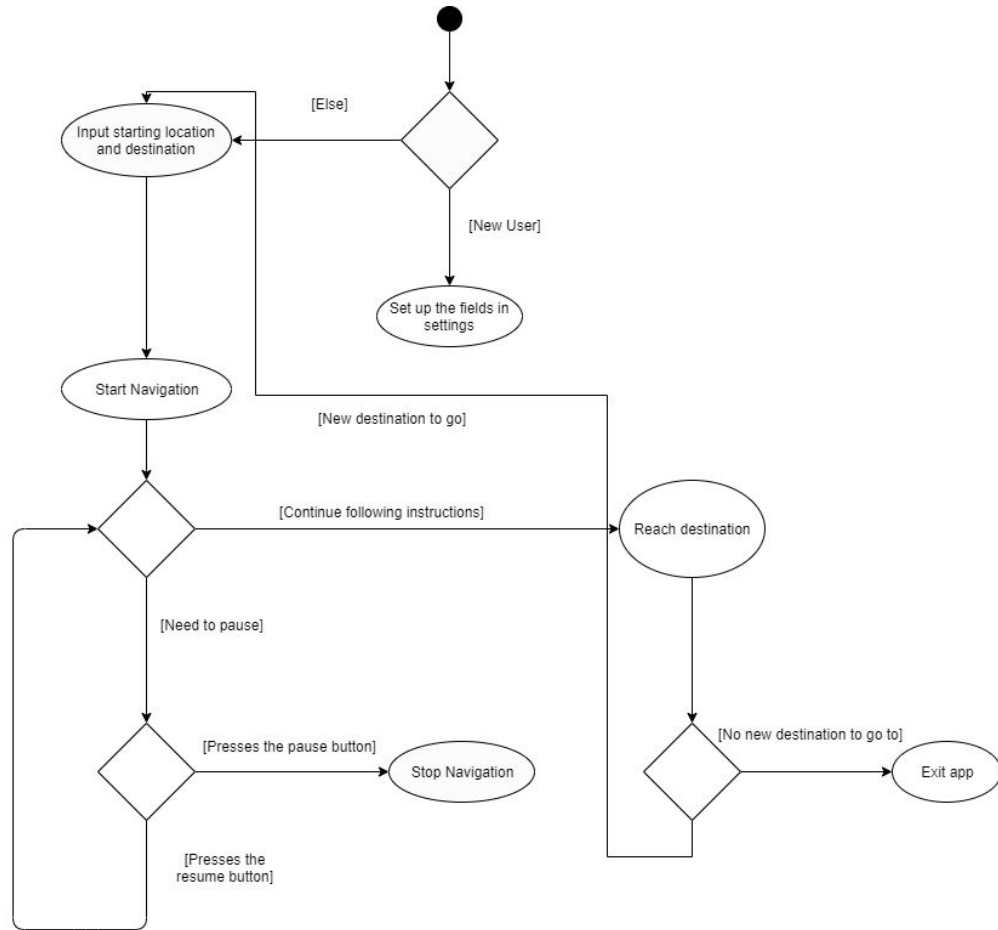 [Else]
Input starting location
and destination
[New User]
Set up the fields in
settings
Start Navigation
[New destination to go]
[Continue following instructions]
Reach destination
[Need to pause]
[No new destination to go to]
[Presses the pause button]
Stop Navigation
Exit app
[Presses the
resume button]